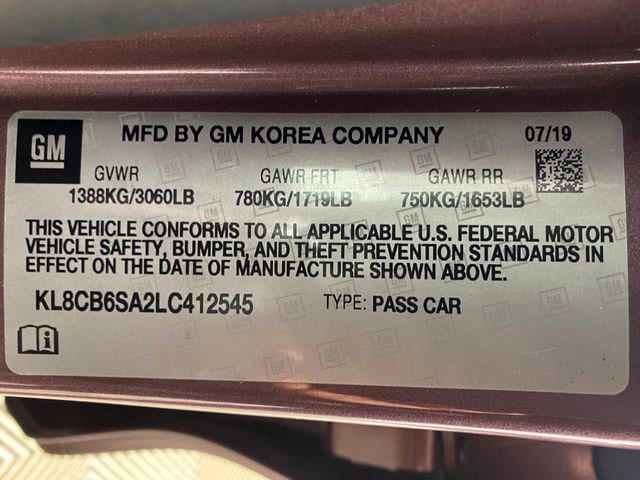 GM
MFD BY GM KOREA COMPANY
07/19
GVWR
GAWR FRT
GAWR RR
1388KG/3060LB
780KG/1719LB
750KG/1653LB
THIS VEHICLE CONFORMS TO ALL APPLICABLE U.S. FEDERAL MOTOR
VEHICLE SAFETY, BUMPER, AND THEFT PREVENTION STANDARDS IN
EFFECT ON THE DATE OF MANUFACTURE SHOWN ABOVE.
KL8CB6SA2LC412545
TYPE: PASS CAR